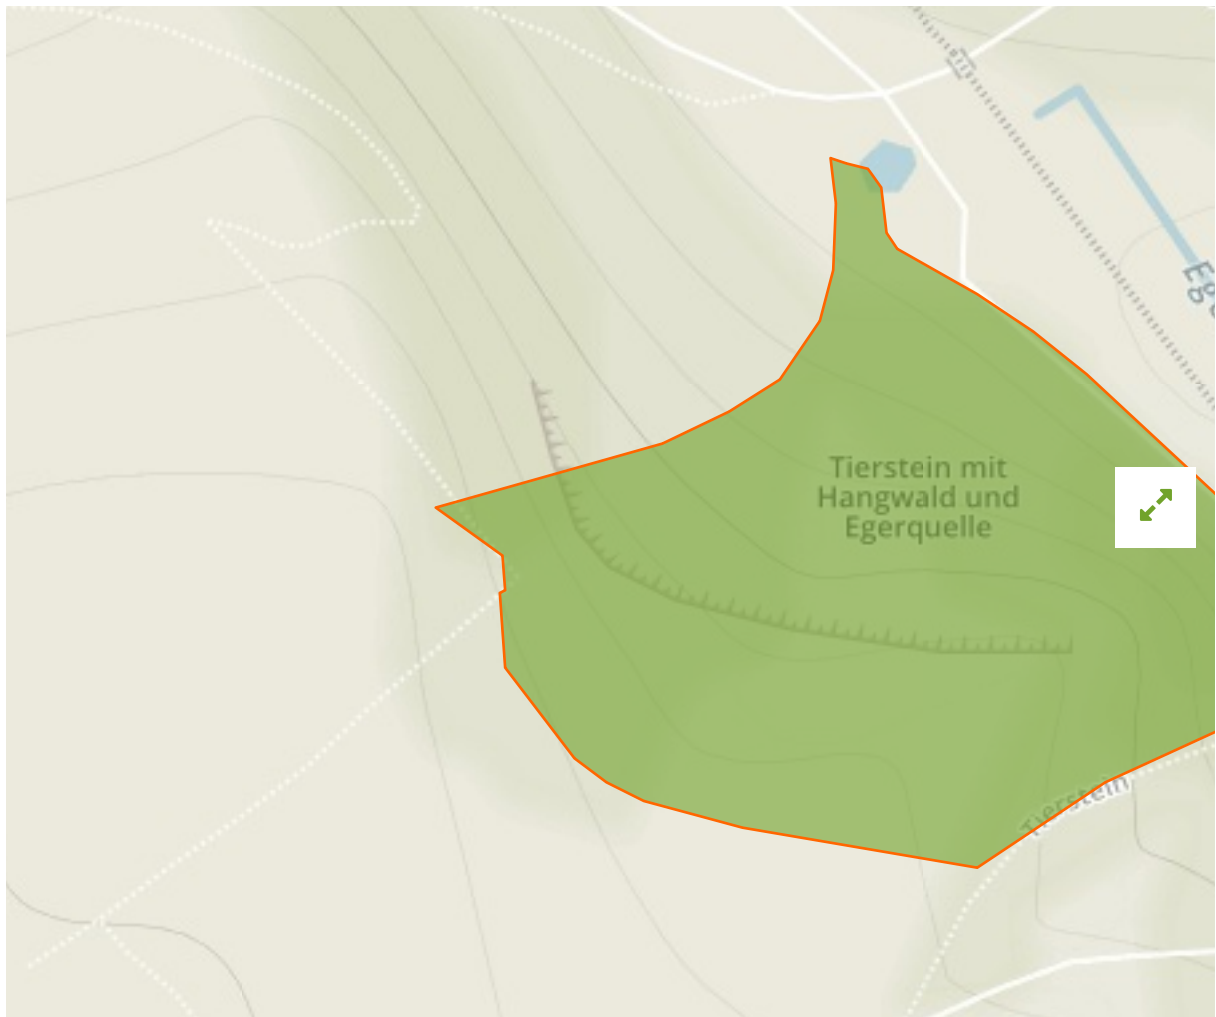 Tierstein mit
Hangwald und
Egerquelle
Tierstein